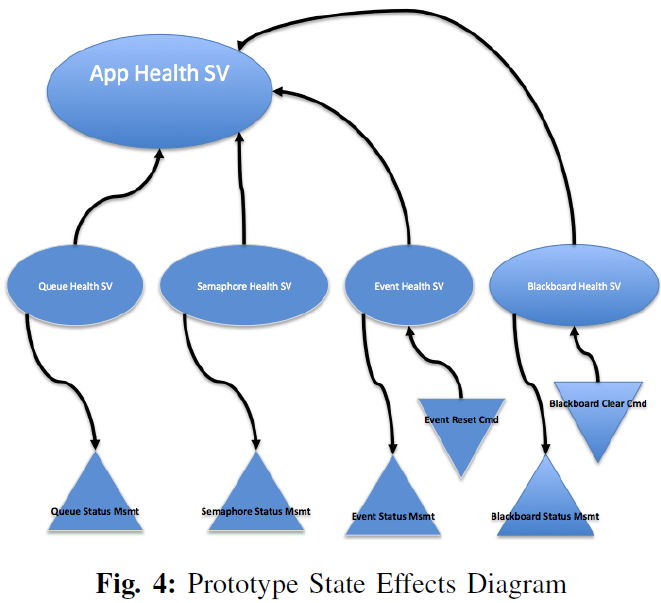 App Health SV
Queue Health SV
Semaphore Health SV
Event Health SV
Blackboard Health SV
Event Reset Cmd
Blackboard Clear Cmd
Queue Status Msmt
Semaphore Status Msmt
Event Status Msmt
Blackboard Status Msmt
Fig. 4: Prototype State Effects Diagram